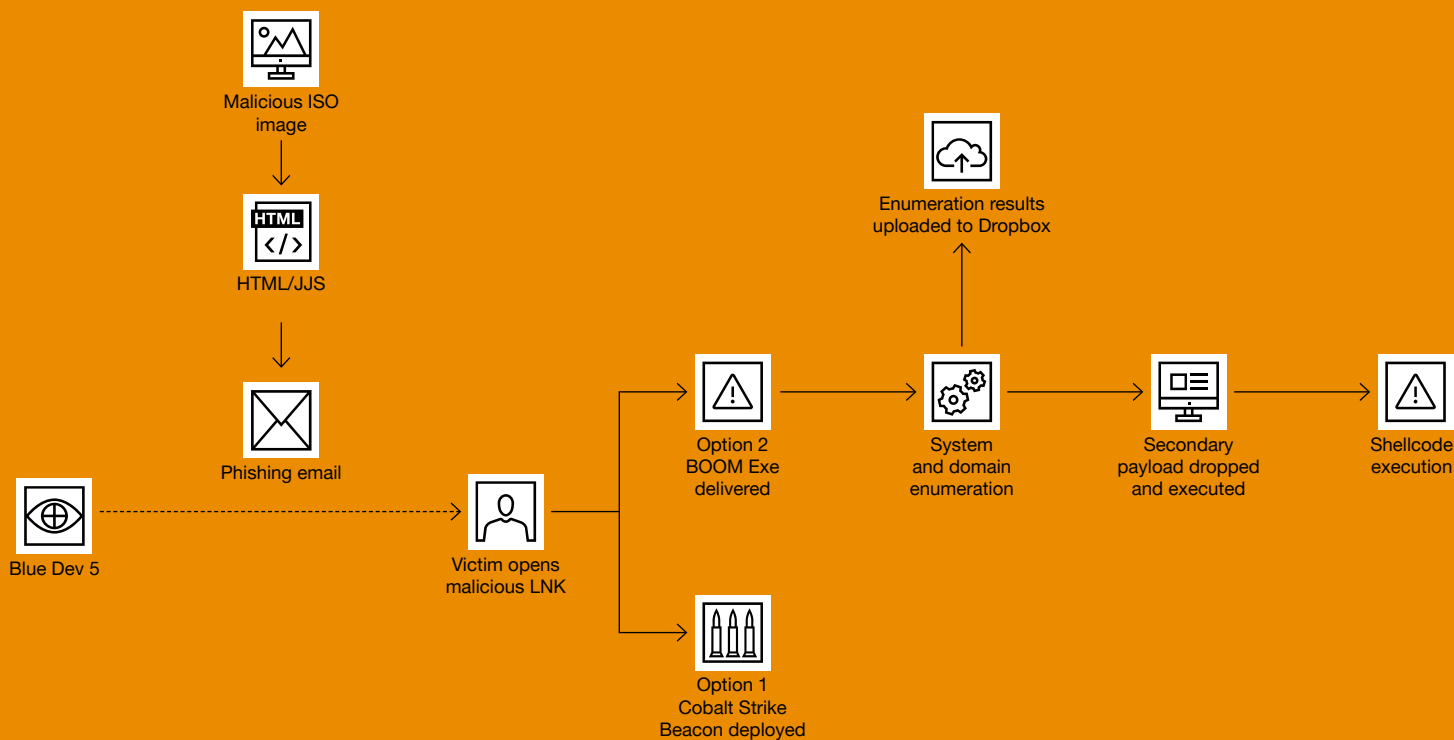 Malicious ISO
image
HTML
</>
HTML/JJS
Phishing email
Blue Dev 5
Victim opens
malicious LNK
Option 2
BOOM Exe
delivered
System
and domain
enumeration
Enumeration results
uploaded to Dropbox
Secondary
payload dropped
and executed
Shellcode
execution
Option 1
Cobalt Strike
Beacon deployed